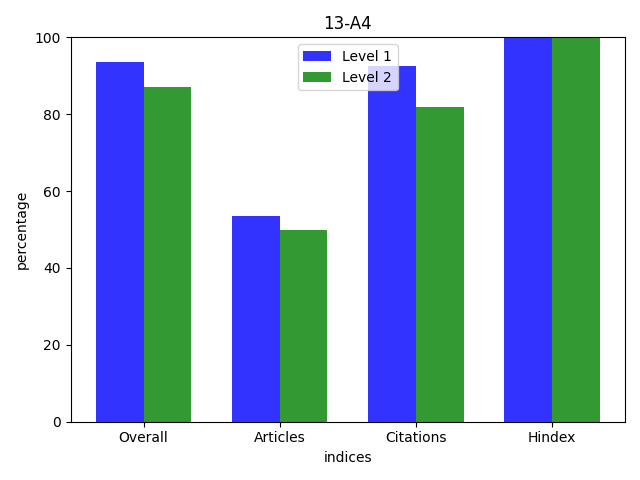 13-A4
Level 1
Level 2
percentage
100
80
60
40
20
0
Overall
Articles
Citations
Hindex
indices